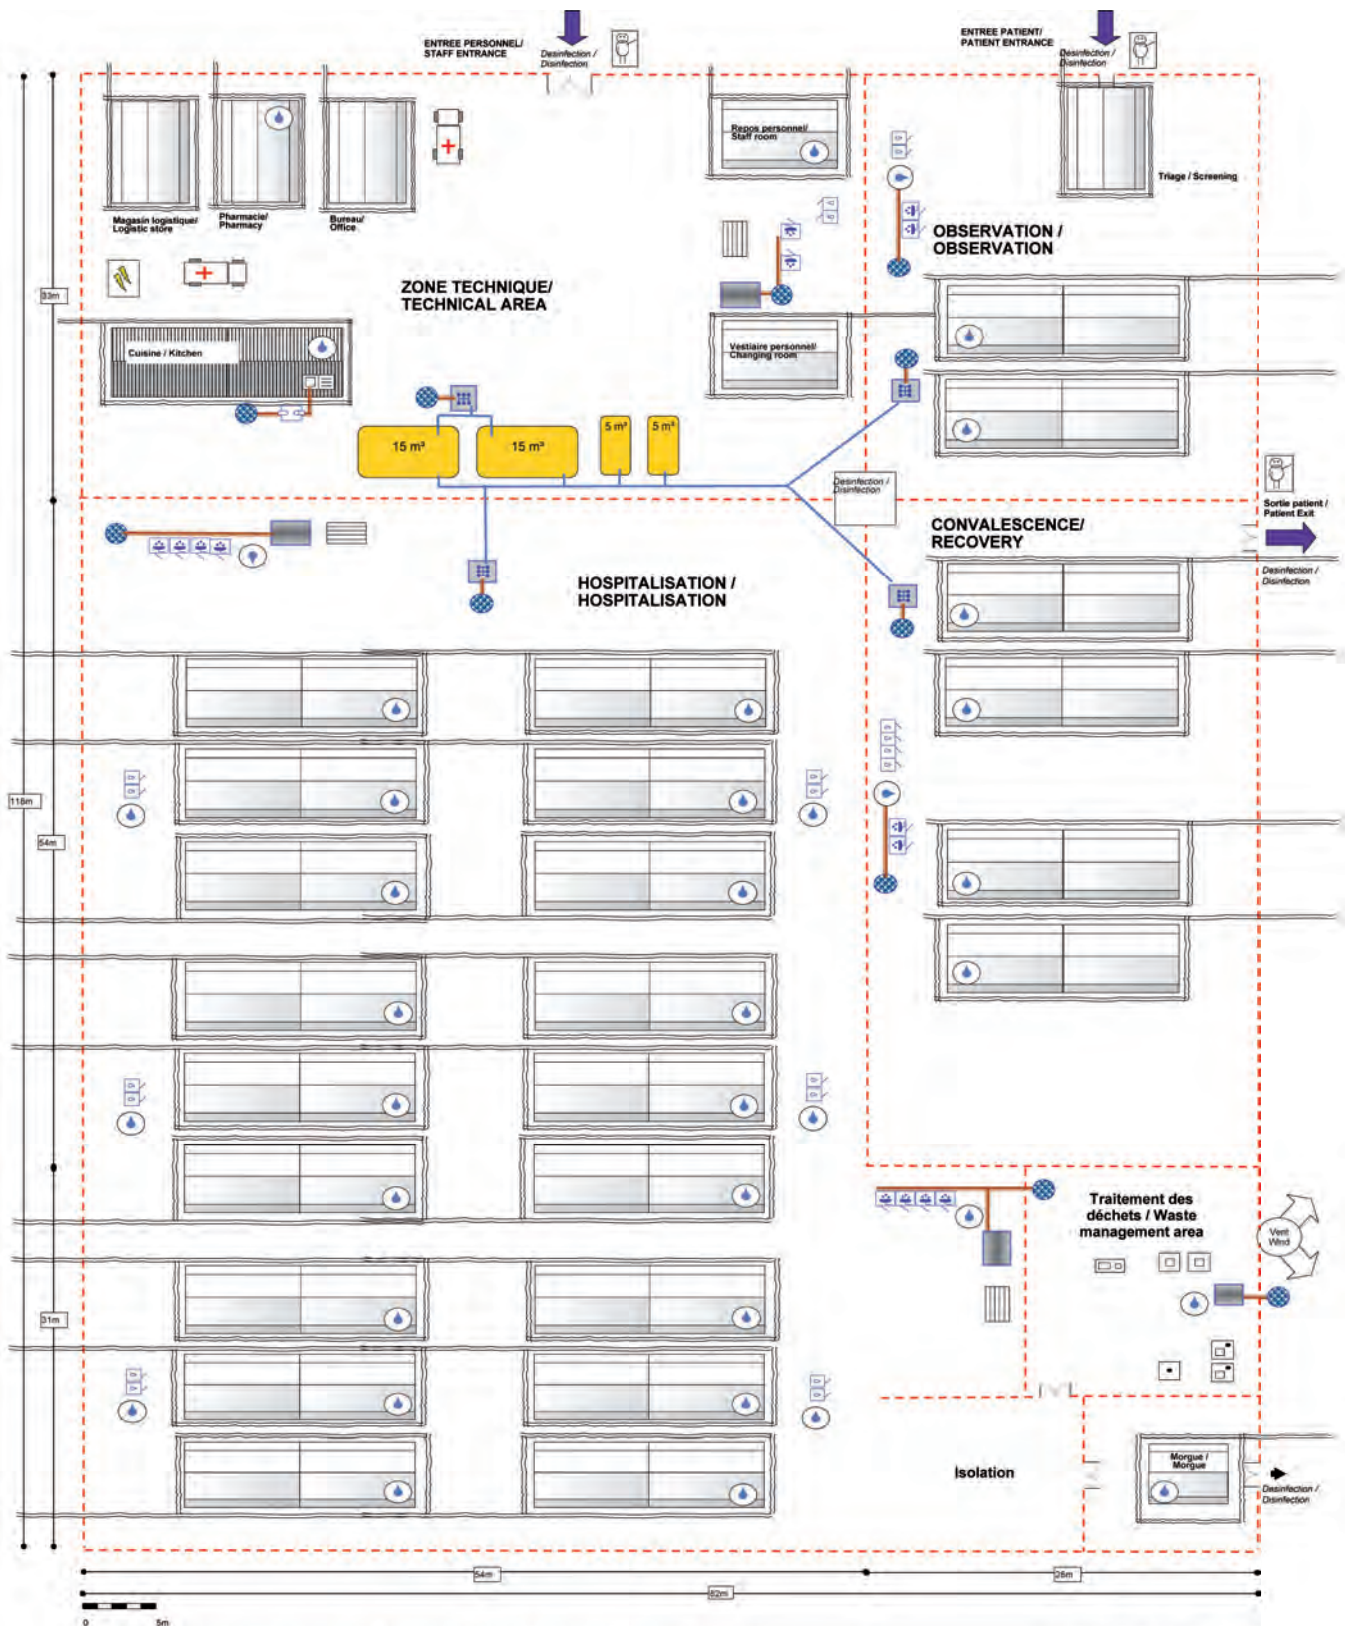 ENTREE PERSONNEL/
STAFF ENTRANCE
Desinfection /
Disinfection
ENTREE PATIENT/
PATIENT ENTRANCE
Desinfection /
Disinfection
Repos personnel/
Staff room
Triage / Screening
Magasin logistique/
Logistic store
Pharmacie/
Pharmacy
Bureau/
Office
OBSERVATION /
OBSERVATION
ZONE TECHNIQUE/
TECHNICAL AREA
33m
Cuisine / Kitchen
Vestiaire personnel/
Changing room
15 m³
15 m³
5 m³
5 m³
Desinfection /
Disinfection
Sortie patient /
Patient Exit
CONVALESCENCE/
RECOVERY
Desinfection /
Disinfection
HOSPITALISATION /
HOSPITALISATION
118m
54m
Traitement des
déchets / Waste
management area
Vent
Wind
31m
Isolation
Morgue /
Morgue
Desinfection /
Disinfection
54m
28m
82m
0
5m